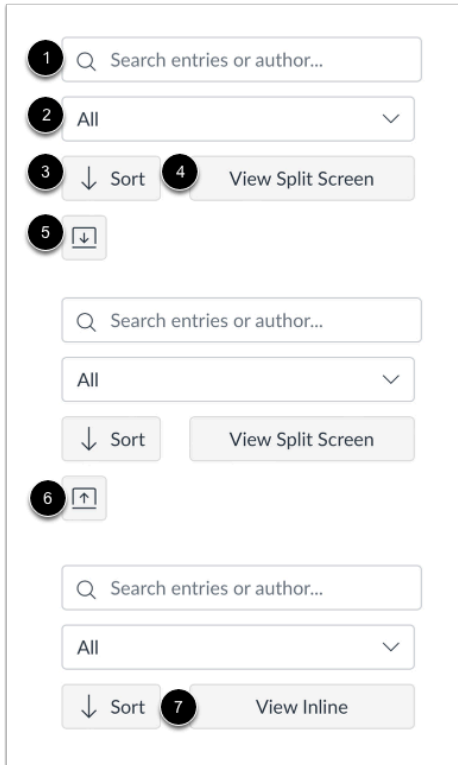 1 Search entries or author...
2 All
3 Sort 4 View Split Screen
5
Search entries or author...
All
Sort View Split Screen
6
Search entries or author...
All
Sort 7 View Inline